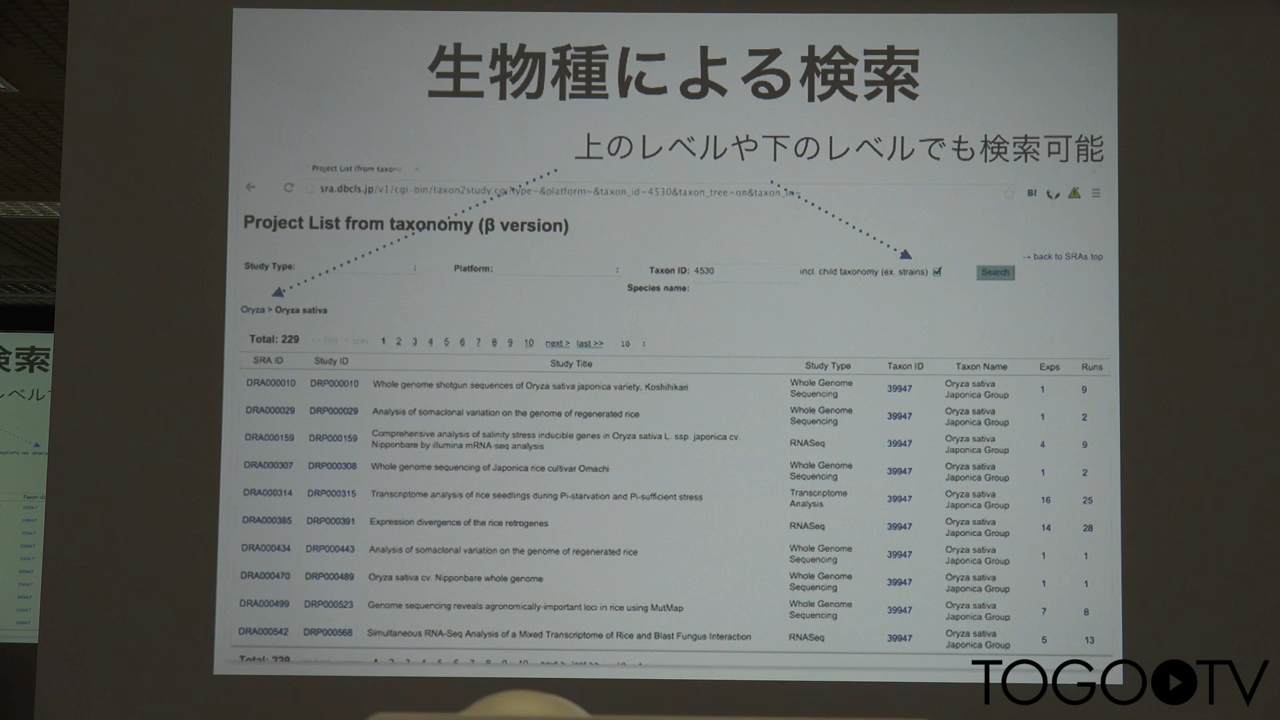 生物種による検索
上のレベルや下のレベルでも検索可能
Project List (from taxon
sra.dbcls.jp/v1/cgi-bin/taxon2study.cgi?type=&platform=&taxon_id=4530&taxon_tree=on&taxon_
B!
Project List from taxonomy (β version)
→ back to SRAs top
Study Type: Platform: Taxon ID: 4530 incl. child taxonomy (ex. strains) Search
Species name:
Oryza > Oryza sativa
Total: 229 1 2 3 4 5 6 7 8 9 10 next > last >> 10
SRA ID Study ID Study Title Study Type Taxon ID Taxon Name Exps Runs
DRA000010 DRP000010 Whole genome shotgun sequences of Oryza sativa japonica variety, Koshihikari Whole Genome Sequencing 39947 Oryza sativa Japonica Group 1 9
DRA000029 DRP000029 Analysis of somaclonal variation on the genome of regenerated rice Whole Genome Sequencing 39947 Oryza sativa Japonica Group 1 2
DRA000159 DRP000159 Comprehensive analysis of salinity stress inducible genes in Oryza sativa L. ssp. japonica cv. Nipponbare by illumina mRNA-seq analysis RNASeq 39947 Oryza sativa Japonica Group 4 9
DRA000307 DRP000308 Whole genome sequencing of Japonica rice cultivar Omachi Whole Genome Sequencing 39947 Oryza sativa Japonica Group 1 2
DRA000314 DRP000315 Transcriptome analysis of rice seedlings during Pi-starvation and Pi-sufficient stress Transcriptome Analysis 39947 Oryza sativa Japonica Group 16 25
DRA000385 DRP000391 Expression divergence of the rice retrogenes RNASeq 39947 Oryza sativa Japonica Group 14 28
DRA000434 DRP000443 Analysis of somaclonal variation on the genome of regenerated rice Whole Genome Sequencing 39947 Oryza sativa Japonica Group 1 1
DRA000470 DRP000489 Oryza sativa cv. Nipponbare whole genome Whole Genome Sequencing 39947 Oryza sativa Japonica Group 1 1
DRA000499 DRP000523 Genome sequencing reveals agronomically-important loci in rice using MutMap Whole Genome Sequencing 39947 Oryza sativa Japonica Group 7 8
DRA000542 DRP000568 Simultaneous RNA-Seq Analysis of a Mixed Transcriptome of Rice and Blast Fungus Interaction RNASeq 39947 Oryza sativa Japonica Group 5 13
Total: 229
TOGOTV